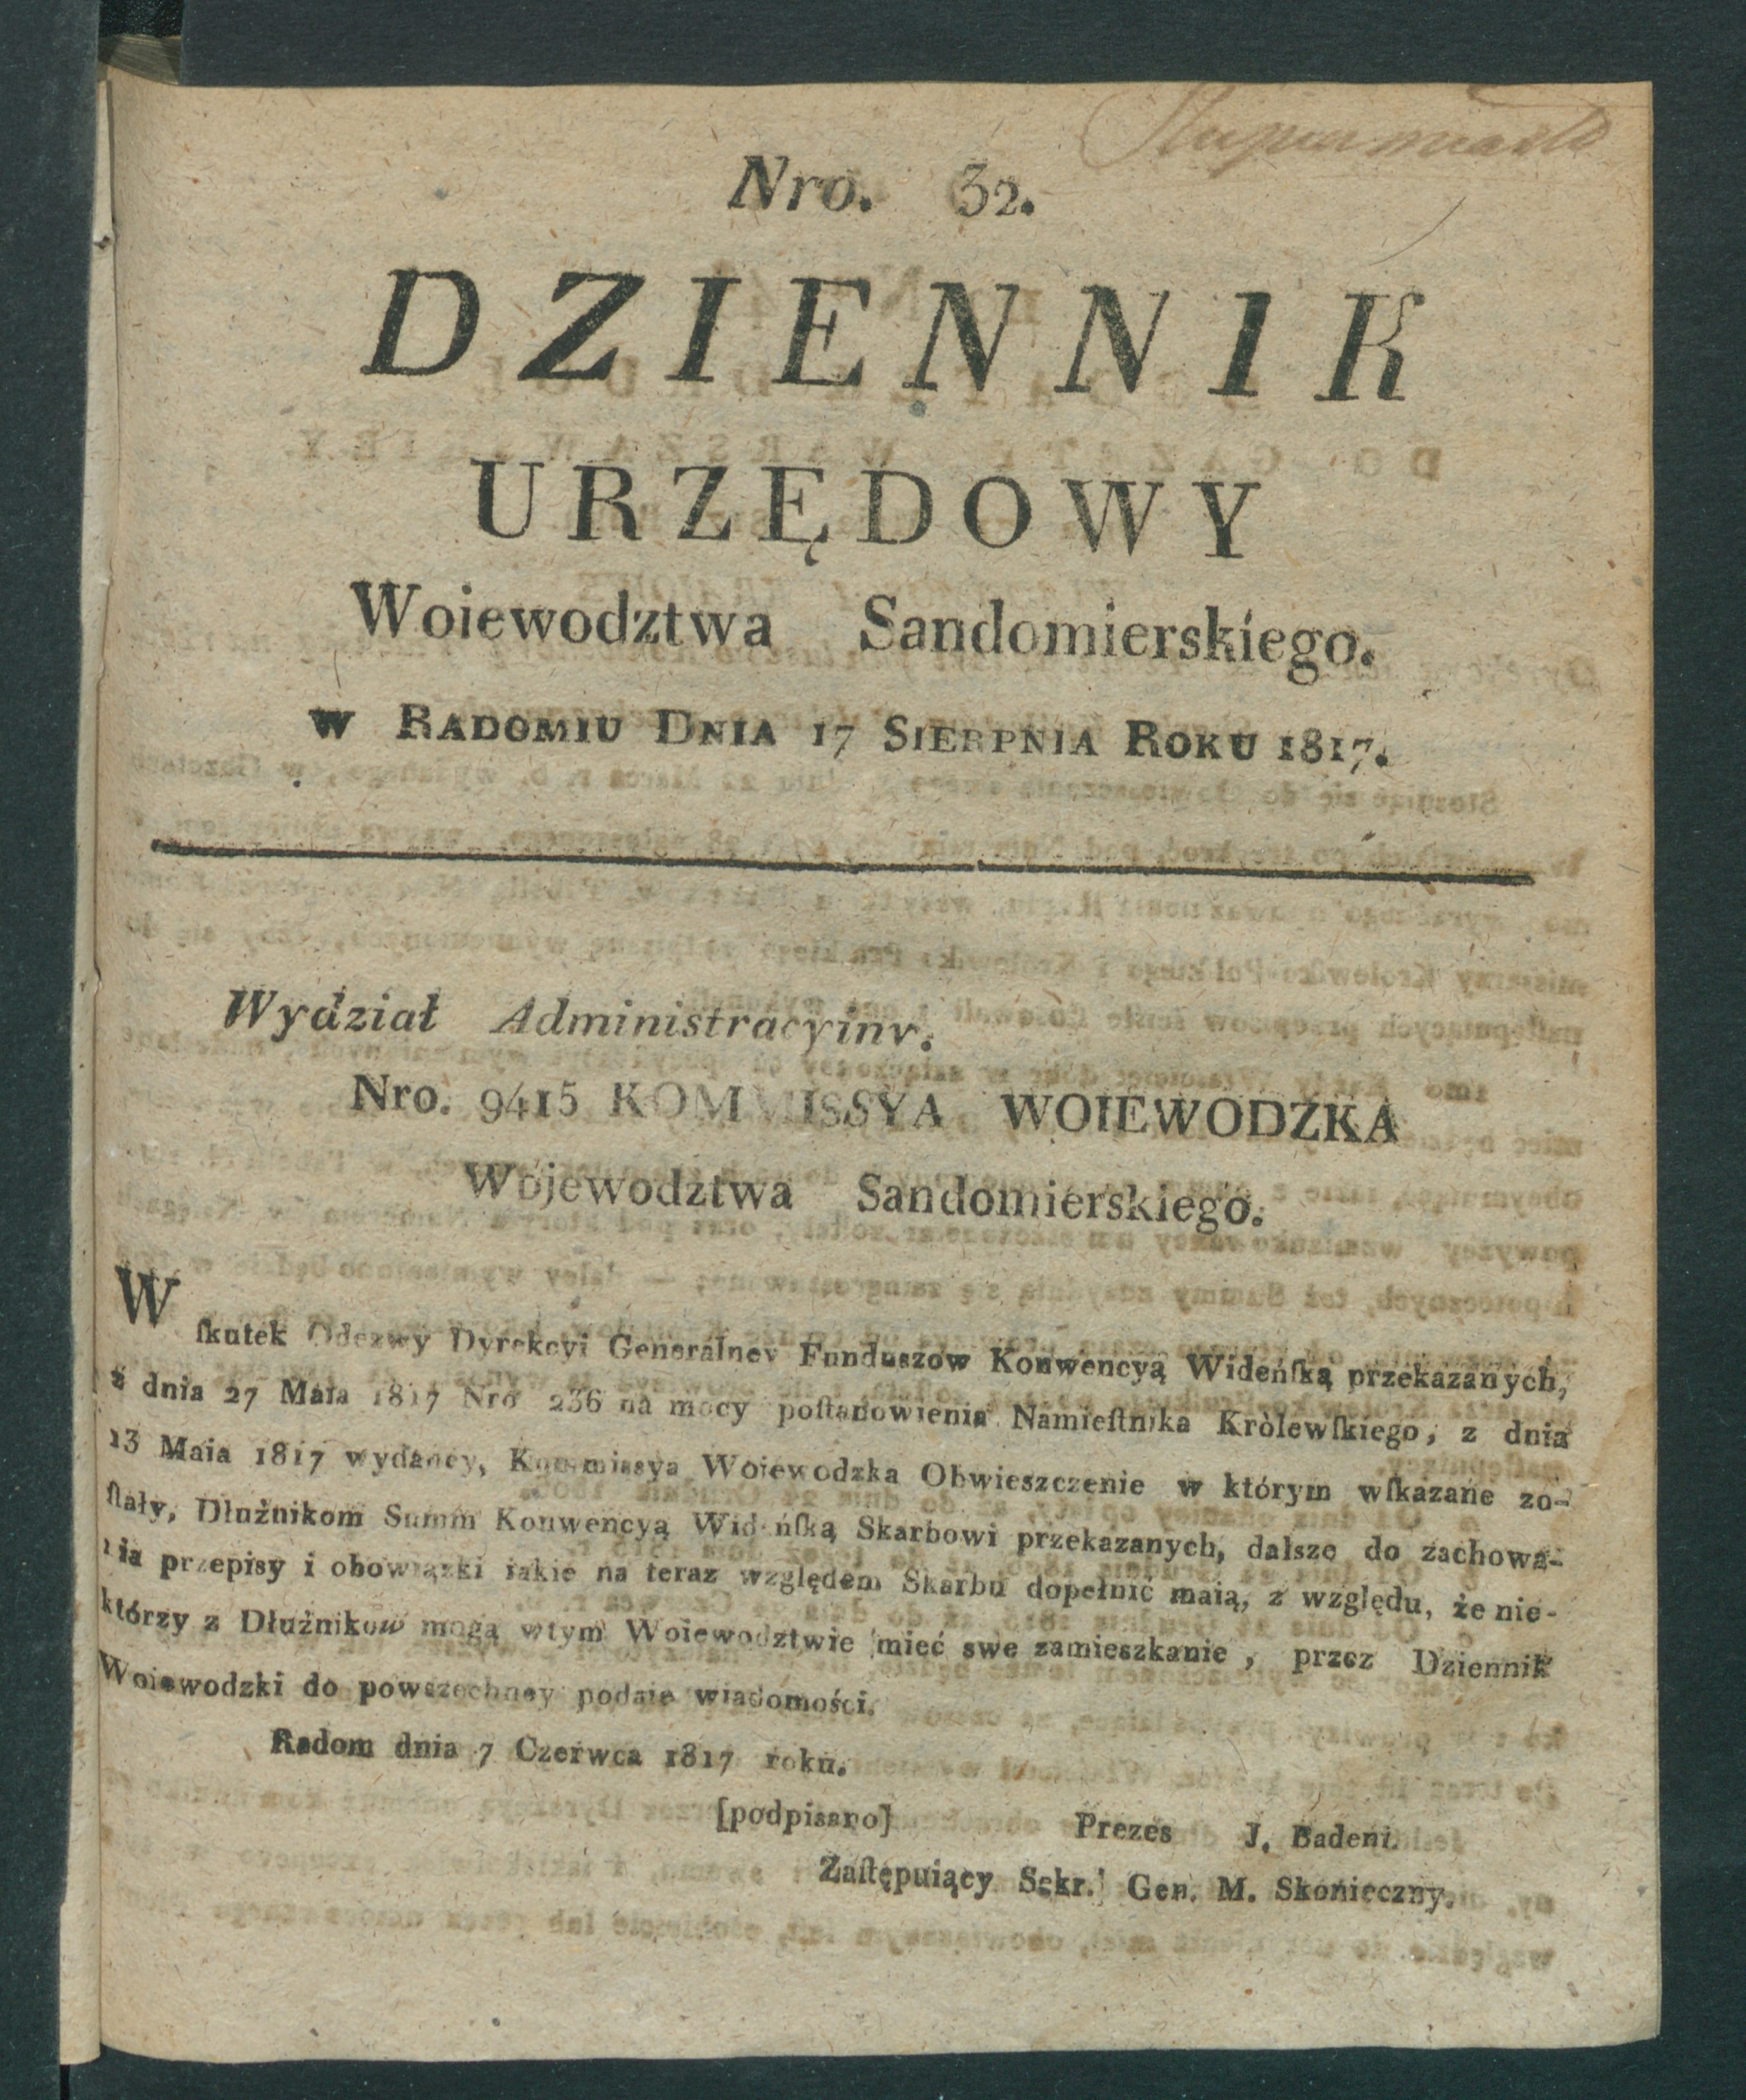 Nro. 32.
DZIENNIK
URZĘDOWY
Woiewodztwa Sandomierskiego.
W RADOMIU DNIA 17 SIERPNIA ROKU 1817.
Wydział Administracyiny.
Nro. 9415 KOMMISSYA WOIEWODZKA
Wojewodztwa Sandomierskiego.
W ſkutek Odezwy Dyrekcyi Generalney Funduszow Konwencyą Wideńſką przekazanych,
z dnia 27 Maia 1817 Nro 236 na mocy poſtanowienia Namieſtnika Kròlewſkiego, z dnia
13 Maia 1817 wydaney, Kommissya Woiewodzka Obwieszczenie w którym wſkazane zo-
ſtały, Dłużnikom Summ Konwencyą Wideńſką Skarbowi przekazanych, dalsze do zachowa-
nia przepisy i obowiązki iakie na teraz względem Skarbu dopełnić maią, z względu, że nie-
którzy z Dłużnikow mogą wtym Woiewodztwie mieć swe zamieszkanie, przez Dziennik
Woiewodzki do powszechney podaie wiadomości.
Radom dnia 7 Czerwca 1817 roku.
[podpisano] Prezes J. Badeni.
Zaſtępuiący Sekr. Gen. M. Skonieczny.